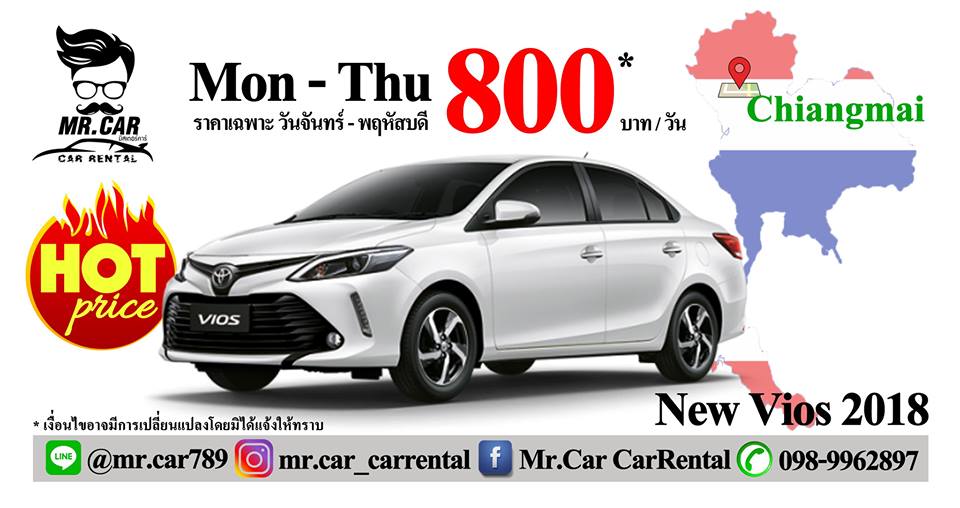 MR.CAR
มิสเตอร์คาร์
CAR RENTAL
Mon - Thu 800*
ราคาเฉพาะ วันจันทร์ - พฤหัสบดี
บาท / วัน
Chiangmai
HOT
price
VIOS
New Vios 2018
* เงื่อนไขอาจมีการเปลี่ยนแปลงโดยมิได้แจ้งให้ทราบ
LINE @mr.car789 mr.car_carrental f Mr.Car CarRental 098-9962897